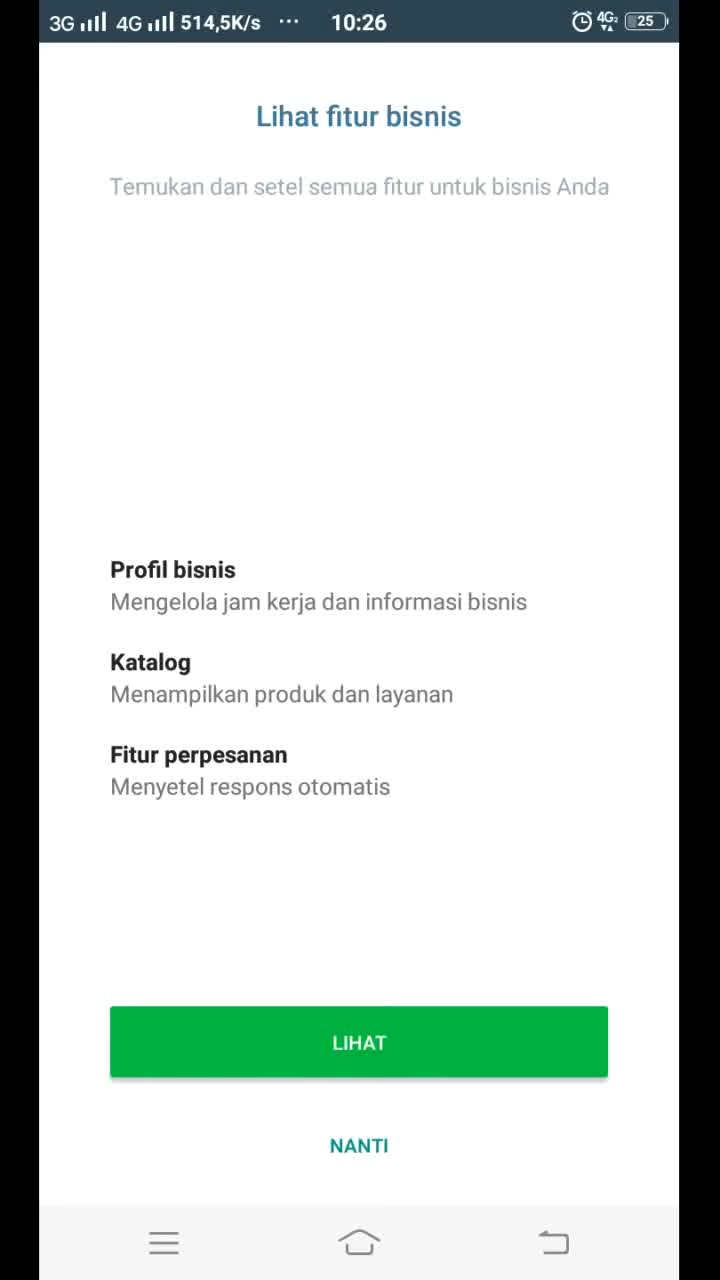 3G 4G 514,5K/s ... 10:26 4G2 25
Lihat fitur bisnis
Temukan dan setel semua fitur untuk bisnis Anda
Profil bisnis
Mengelola jam kerja dan informasi bisnis
Katalog
Menampilkan produk dan layanan
Fitur perpesanan
Menyetel respons otomatis
LIHAT
NANTI